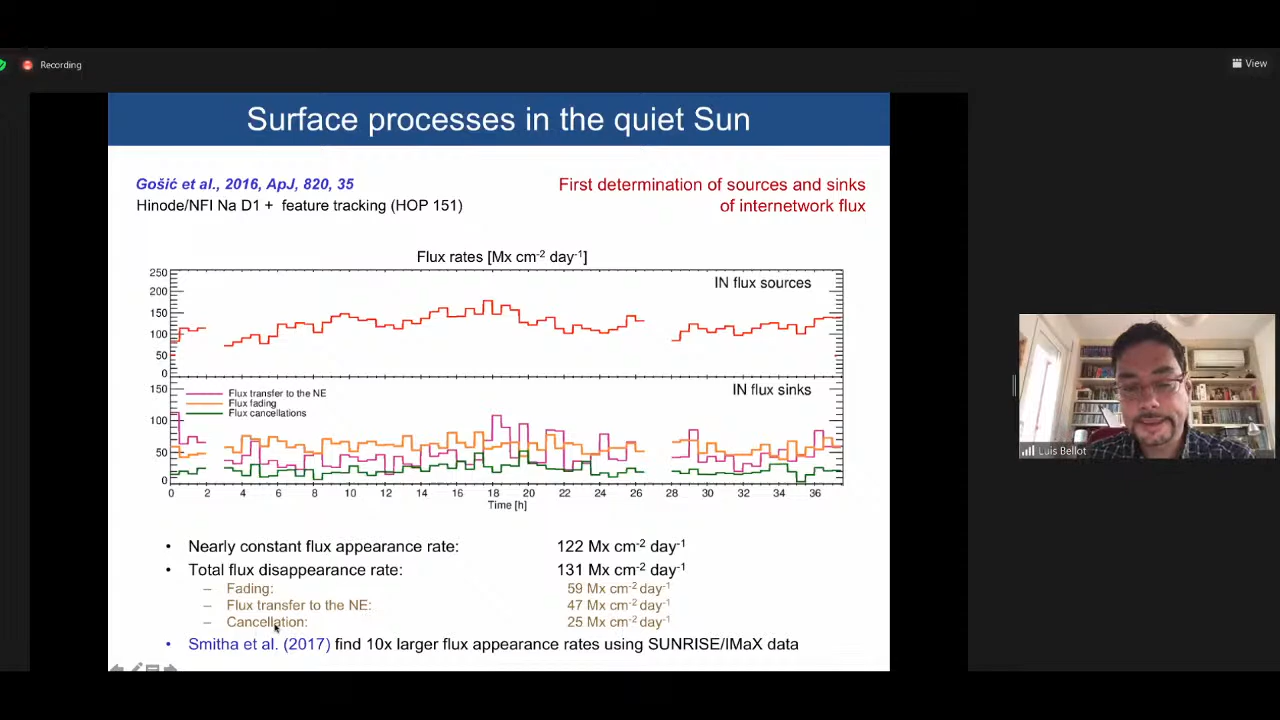 Recording
View
Surface processes in the quiet Sun
Gošić et al., 2016, ApJ, 820, 35
First determination of sources and sinks
Hinode/NFI Na D1 + feature tracking (HOP 151)
of internetwork flux
Flux rates [Mx cm⁻² day⁻¹]
250
200
150
100
50
0
IN flux sources
150
100
50
0
Flux transfer to the NE
Flux fading
Flux cancellations
IN flux sinks
0 2 4 6 8 10 12 14 16 18 20 22 24 26 28 30 32 34 36
Time [h]
• Nearly constant flux appearance rate: 122 Mx cm⁻² day⁻¹
• Total flux disappearance rate: 131 Mx cm⁻² day⁻¹
– Fading: 59 Mx cm⁻² day⁻¹
– Flux transfer to the NE: 47 Mx cm⁻² day⁻¹
– Cancellation: 25 Mx cm⁻² day⁻¹
• Smitha et al. (2017) find 10x larger flux appearance rates using SUNRISE/IMaX data
Luis Bellot